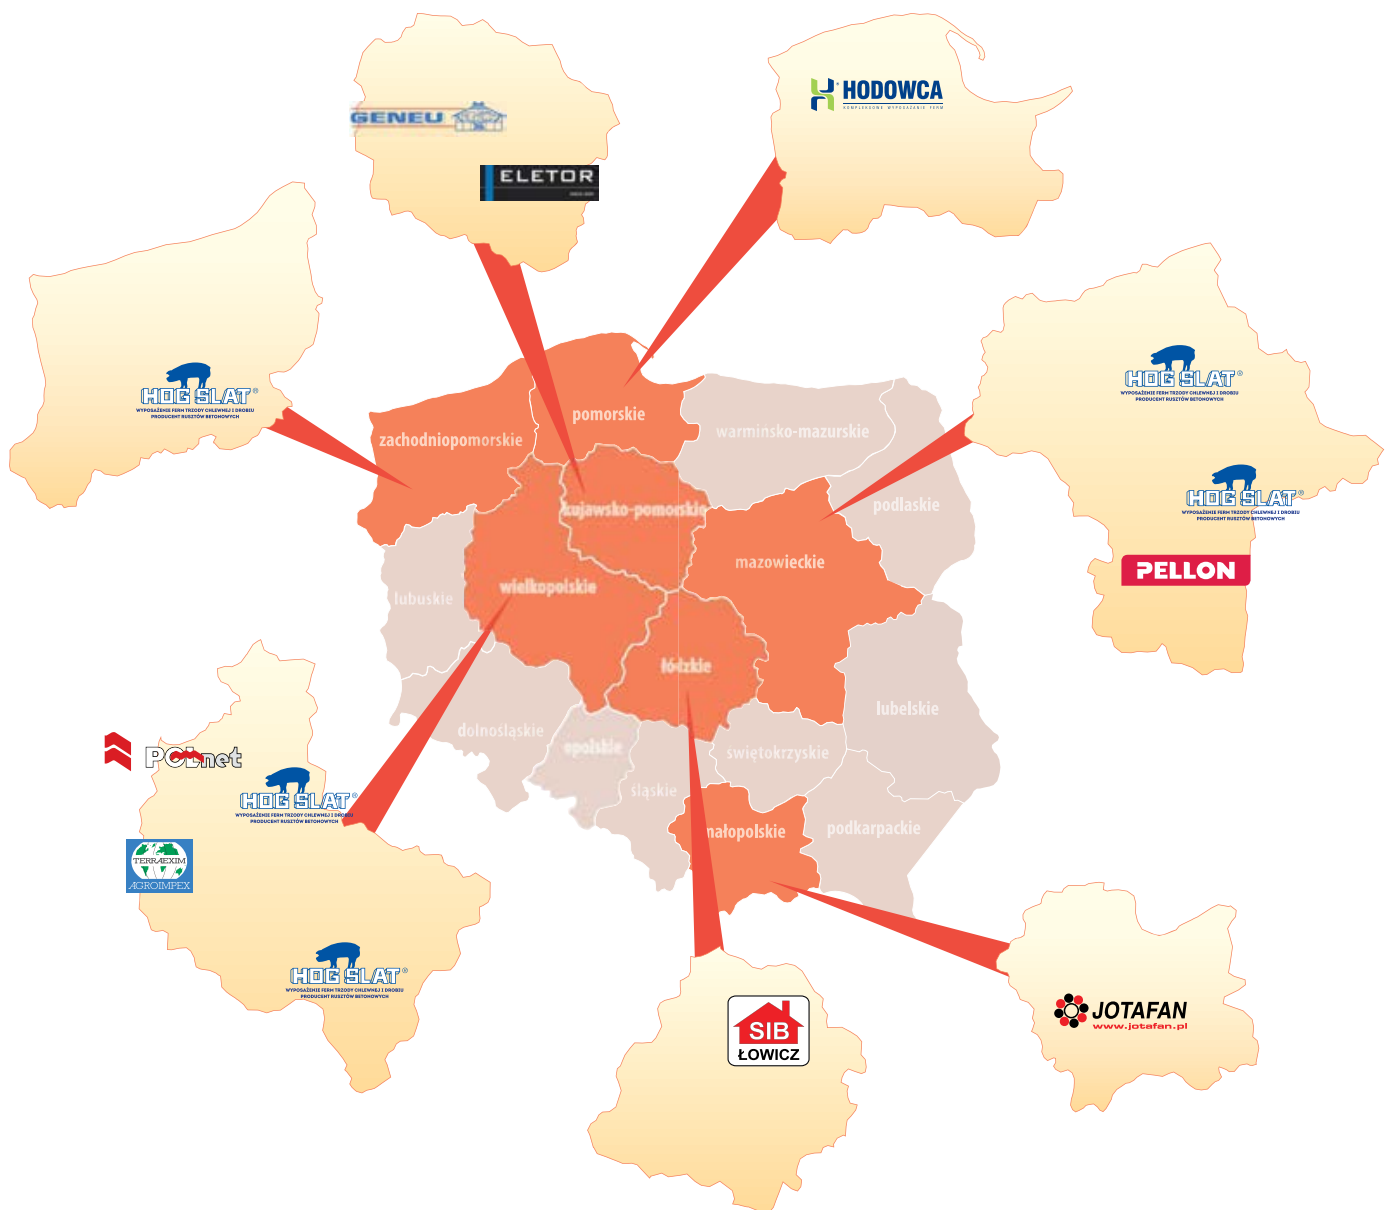 GENEU
ELETOR
HODOWCA
KOMPLEKSOWE WYPOSAŻANIE FERM
HOG SLAT®
WYPOSAŻENIE FERM TRZODY CHLEWNEJ I DROBIU
PRODUCENT RUSZTÓW BETONOWYCH
HOG SLAT®
WYPOSAŻENIE FERM TRZODY CHLEWNEJ I DROBIU
PRODUCENT RUSZTÓW BETONOWYCH
HOG SLAT®
WYPOSAŻENIE FERM TRZODY CHLEWNEJ I DROBIU
PRODUCENT RUSZTÓW BETONOWYCH
PELLON
pomorskie
zachodniopomorskie
warminsko-mazurskie
podlaskie
kujawsko-pomorskie
mazowieckie
wielkopolskie
lubuskie
łódzkie
lubelskie
dolnośląskie
opolskie
świętokrzyskie
śląskie
małopolskie
podkarpackie
POLnet
HOG SLAT®
WYPOSAŻENIE FERM TRZODY CHLEWNEJ I DROBIU
PRODUCENT RUSZTÓW BETONOWYCH
TERRAEXIM
AGROIMPEX
HOG SLAT®
WYPOSAŻENIE FERM TRZODY CHLEWNEJ I DROBIU
PRODUCENT RUSZTÓW BETONOWYCH
SIB
ŁOWICZ
JOTAFAN
www.jotafan.pl